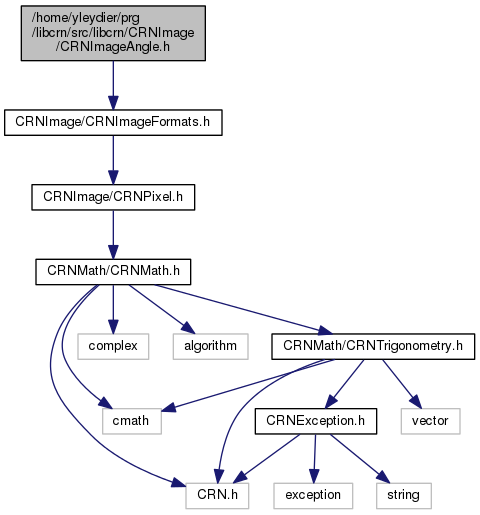 /home/yleydier/prg
/libcrn/src/libcrn/CRNImage
/CRNImageAngle.h
CRNImage/CRNImageFormats.h
CRNImage/CRNPixel.h
CRNMath/CRNMath.h
complex
algorithm
CRNMath/CRNTrigonometry.h
cmath
CRNException.h
vector
CRN.h
exception
string